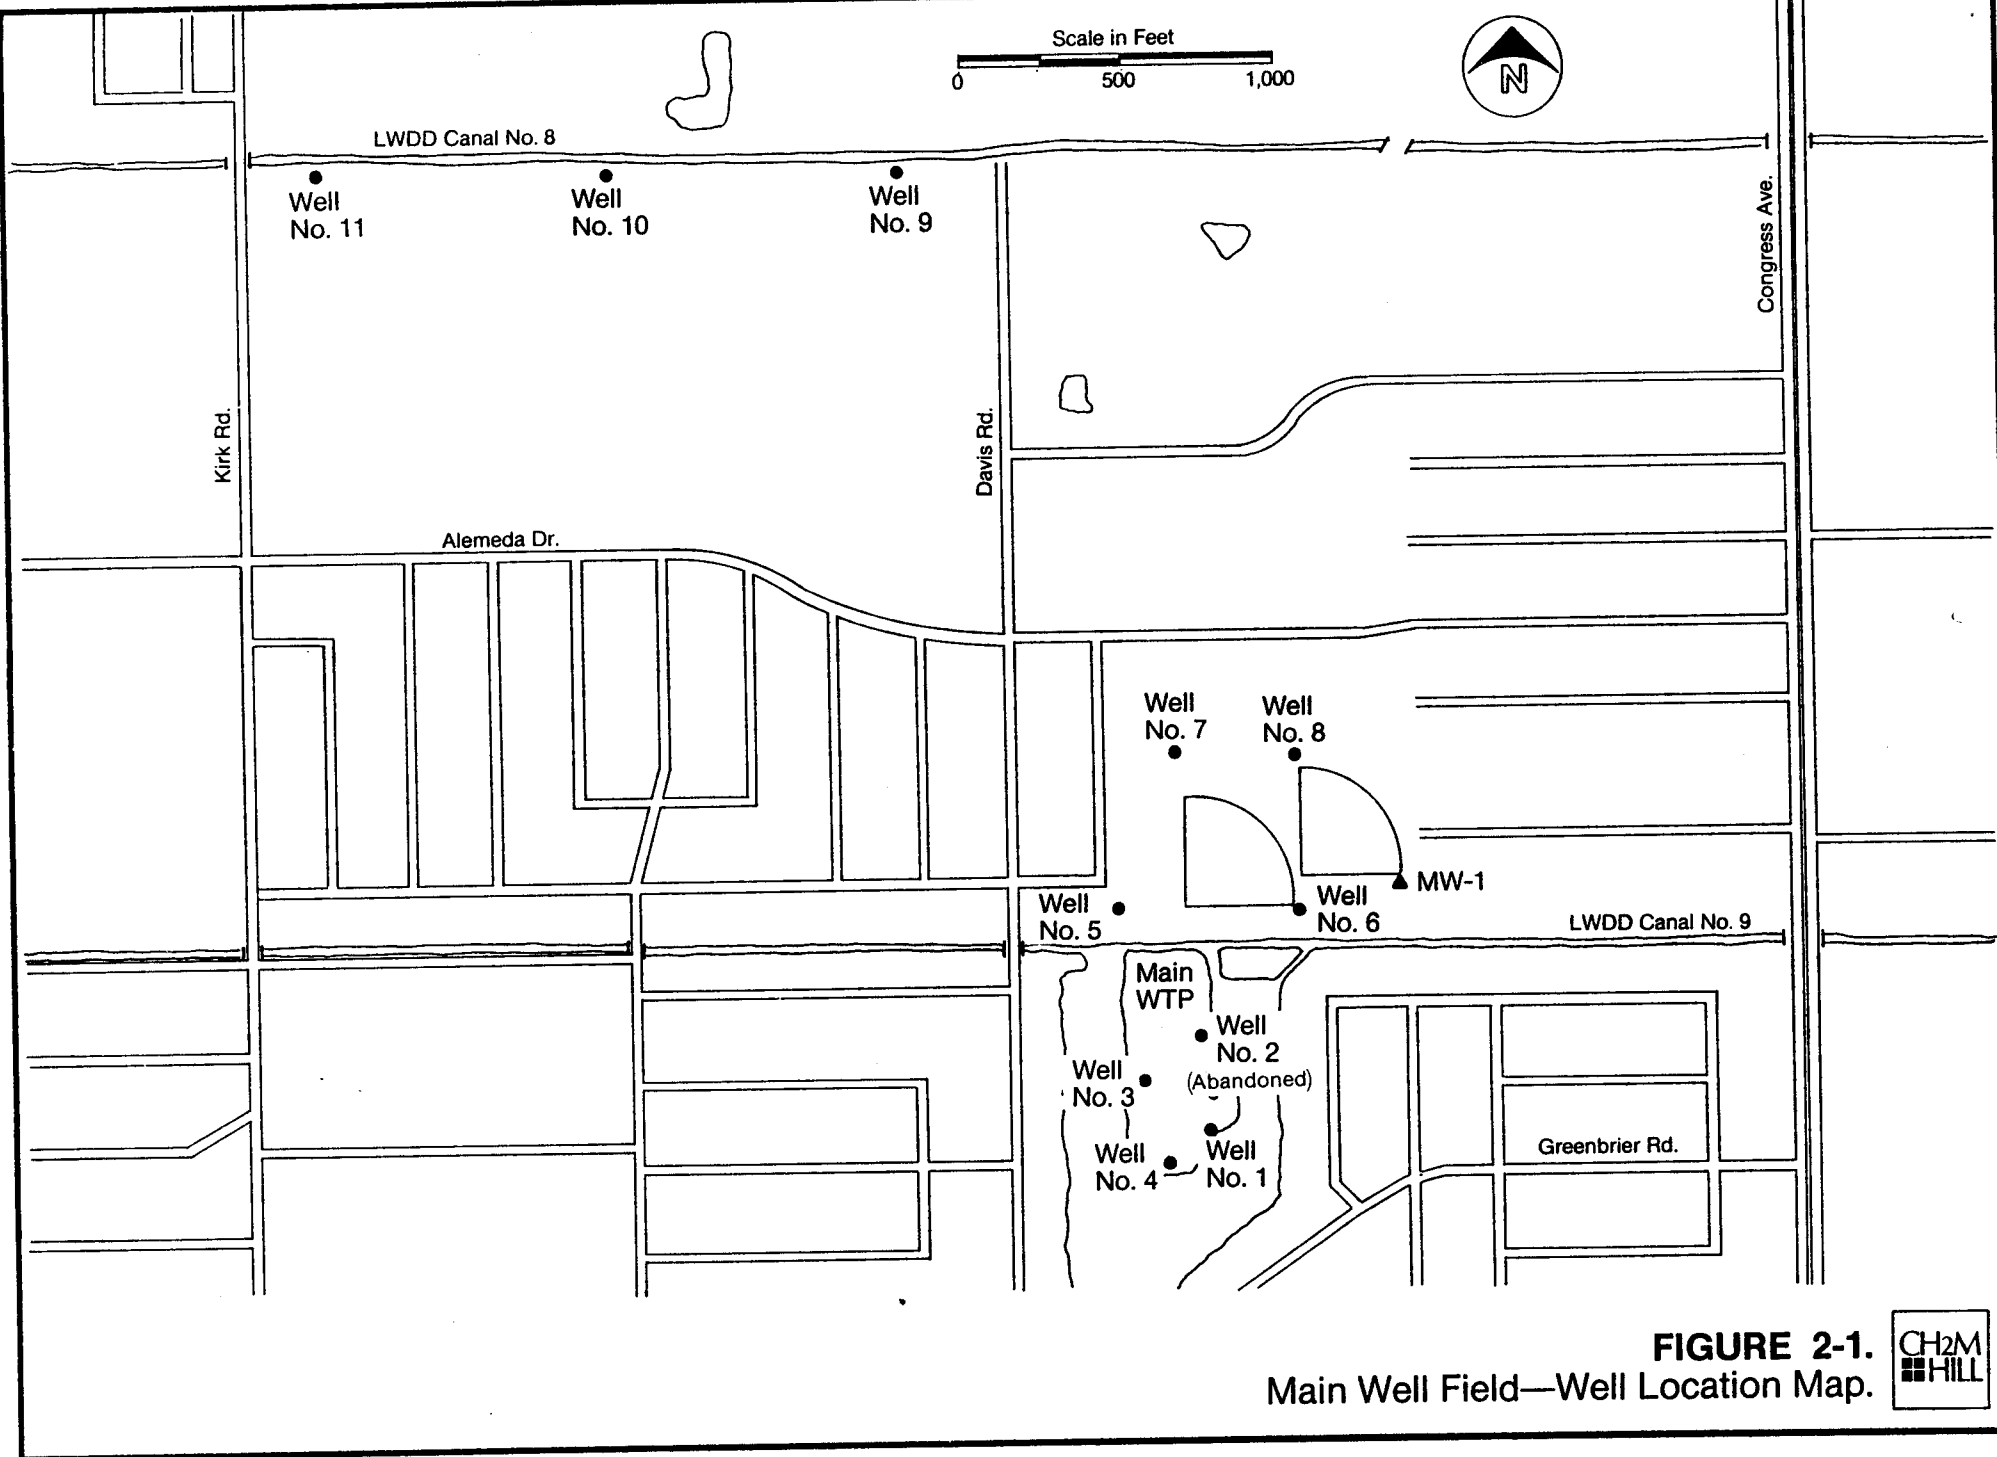 Scale in Feet
0 500 1,000
N
LWDD Canal No. 8
Well
No. 11
Well
No. 10
Well
No. 9
Congress Ave.
Kirk Rd.
Davis Rd.
Alemeda Dr.
Well
No. 7
Well
No. 8
MW-1
Well
No. 5
Well
No. 6
LWDD Canal No. 9
Main
WTP
Well
No. 2
(Abandoned)
Well
No. 3
Well
No. 4
Well
No. 1
Greenbrier Rd.
FIGURE 2-1.
Main Well Field—Well Location Map.
CH2M
HILL